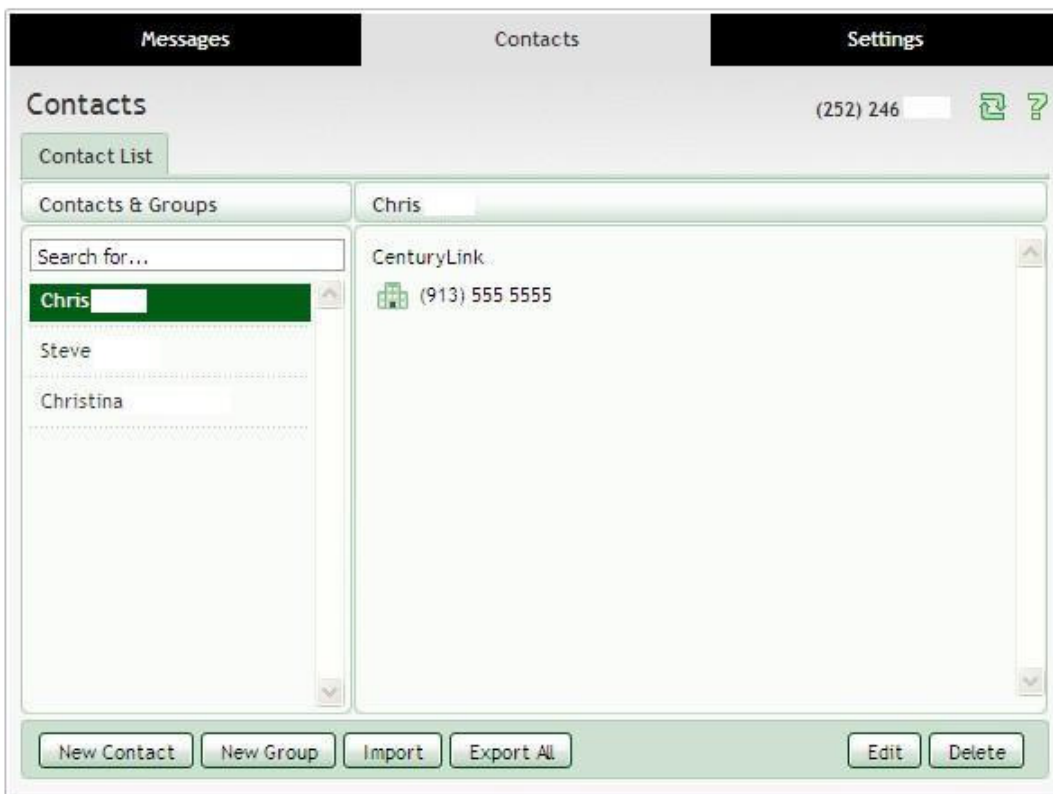 Messages Contacts Settings
Contacts (252) 246
Contact List
Contacts & Groups Chris
Search for...
CenturyLink
Chris
(913) 555 5555
Steve
Christina
New Contact New Group Import Export All Edit Delete